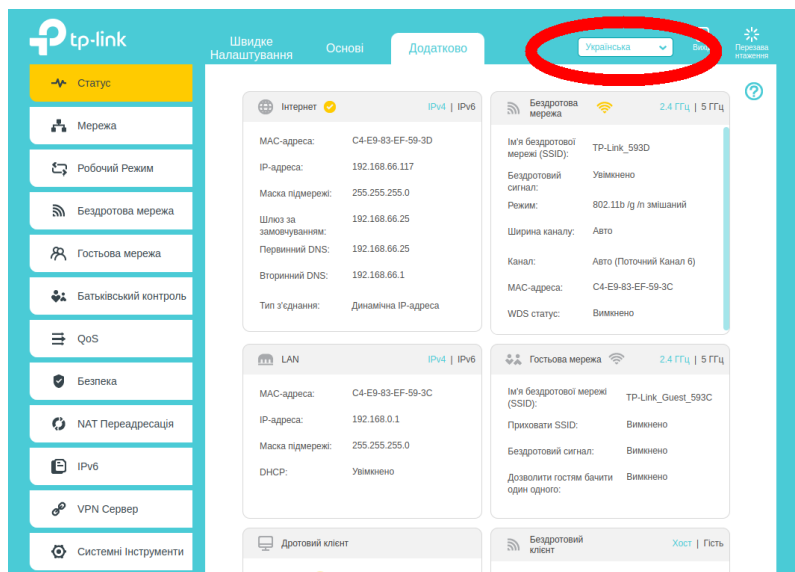 tp-link
Швидке
Налаштування
Основі
Додатково
Українська
Перезава
нтаження
Статус
Мережа
Робочий Режим
Бездротова мережа
Гостьова мережа
Батьківський контроль
QoS
Безпека
NAT Переадресація
IPv6
VPN Сервер
Системні Інструменти
Інтернет
IPv4 | IPv6
MAC-адреса: C4-E9-83-EF-59-3D
IP-адреса: 192.168.66.117
Маска підмережі: 255.255.255.0
Шлюз за
замовчуванням: 192.168.66.25
Первинний DNS: 192.168.66.25
Вторинний DNS: 192.168.66.1
Тип з'єднання: Динамічна IP-адреса
Бездротова
мережа
2.4 ГГц | 5 ГГц
Ім'я бездротової
мережі (SSID): TP-Link_593D
Бездротовий
сигнал: Увімкнено
Режим: 802.11b /g /n змішаний
Ширина каналу: Авто
Канал: Авто (Поточний Канал 6)
MAC-адреса: C4-E9-83-EF-59-3C
WDS статус: Вимкнено
LAN
IPv4 | IPv6
MAC-адреса: C4-E9-83-EF-59-3C
IP-адреса: 192.168.0.1
Маска підмережі: 255.255.255.0
DHCP: Увімкнено
Гостьова мережа
2.4 ГГц | 5 ГГц
Ім'я бездротової мережі
(SSID): TP-Link_Guest_593C
Приховати SSID: Вимкнено
Бездротовий сигнал: Вимкнено
Дозволити гостям бачити
один одного: Вимкнено
Дротовий клієнт
Бездротовий
клієнт
Хост | Гість